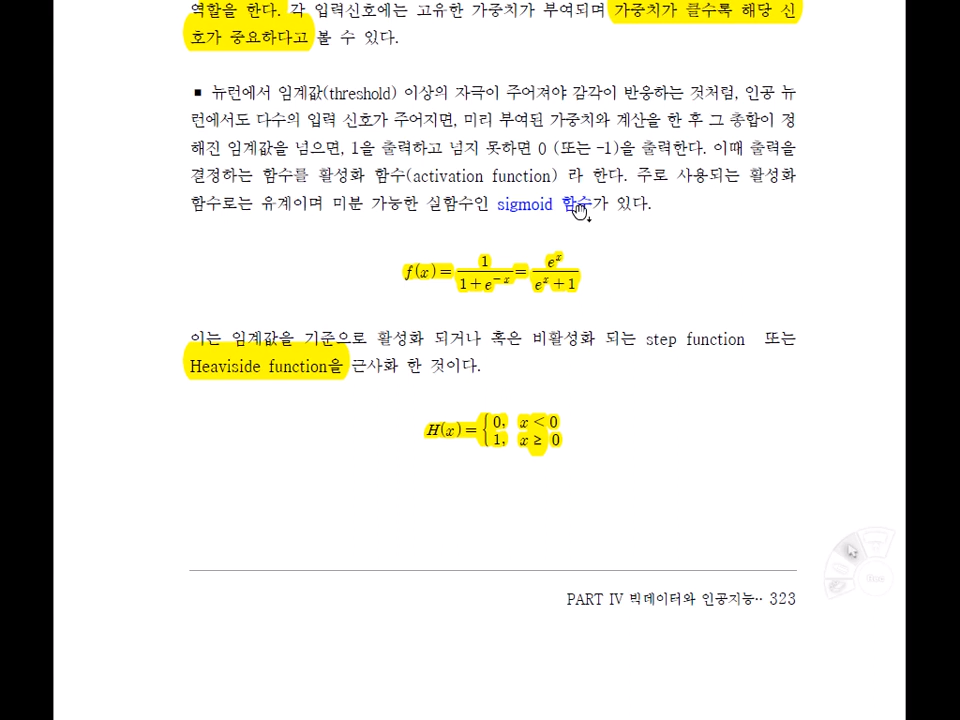 역할을 한다. 각 입력신호에는 고유한 가중치가 부여되며 가중치가 클수록 해당 신
호가 중요하다고 볼 수 있다.
■ 뉴런에서 임계값(threshold) 이상의 자극이 주어져야 감각이 반응하는 것처럼, 인공 뉴
런에서도 다수의 입력 신호가 주어지면, 미리 부여된 가중치와 계산을 한 후 그 총합이 정
해진 임계값을 넘으면, 1을 출력하고 넘지 못하면 0 (또는 -1)을 출력한다. 이때 출력을
결정하는 함수를 활성화 함수(activation function) 라 한다. 주로 사용되는 활성화
함수로는 유계이며 미분 가능한 실함수인 sigmoid 함수가 있다.
f(x) = 1/(1+e^{-x}) = e^x/(e^x+1)
이는 임계값을 기준으로 활성화 되거나 혹은 비활성화 되는 step function 또는
Heaviside function을 근사화 한 것이다.
H(x) = { 0, x < 0
1, x ≥ 0
PART IV 빅데이터와 인공지능·· 323